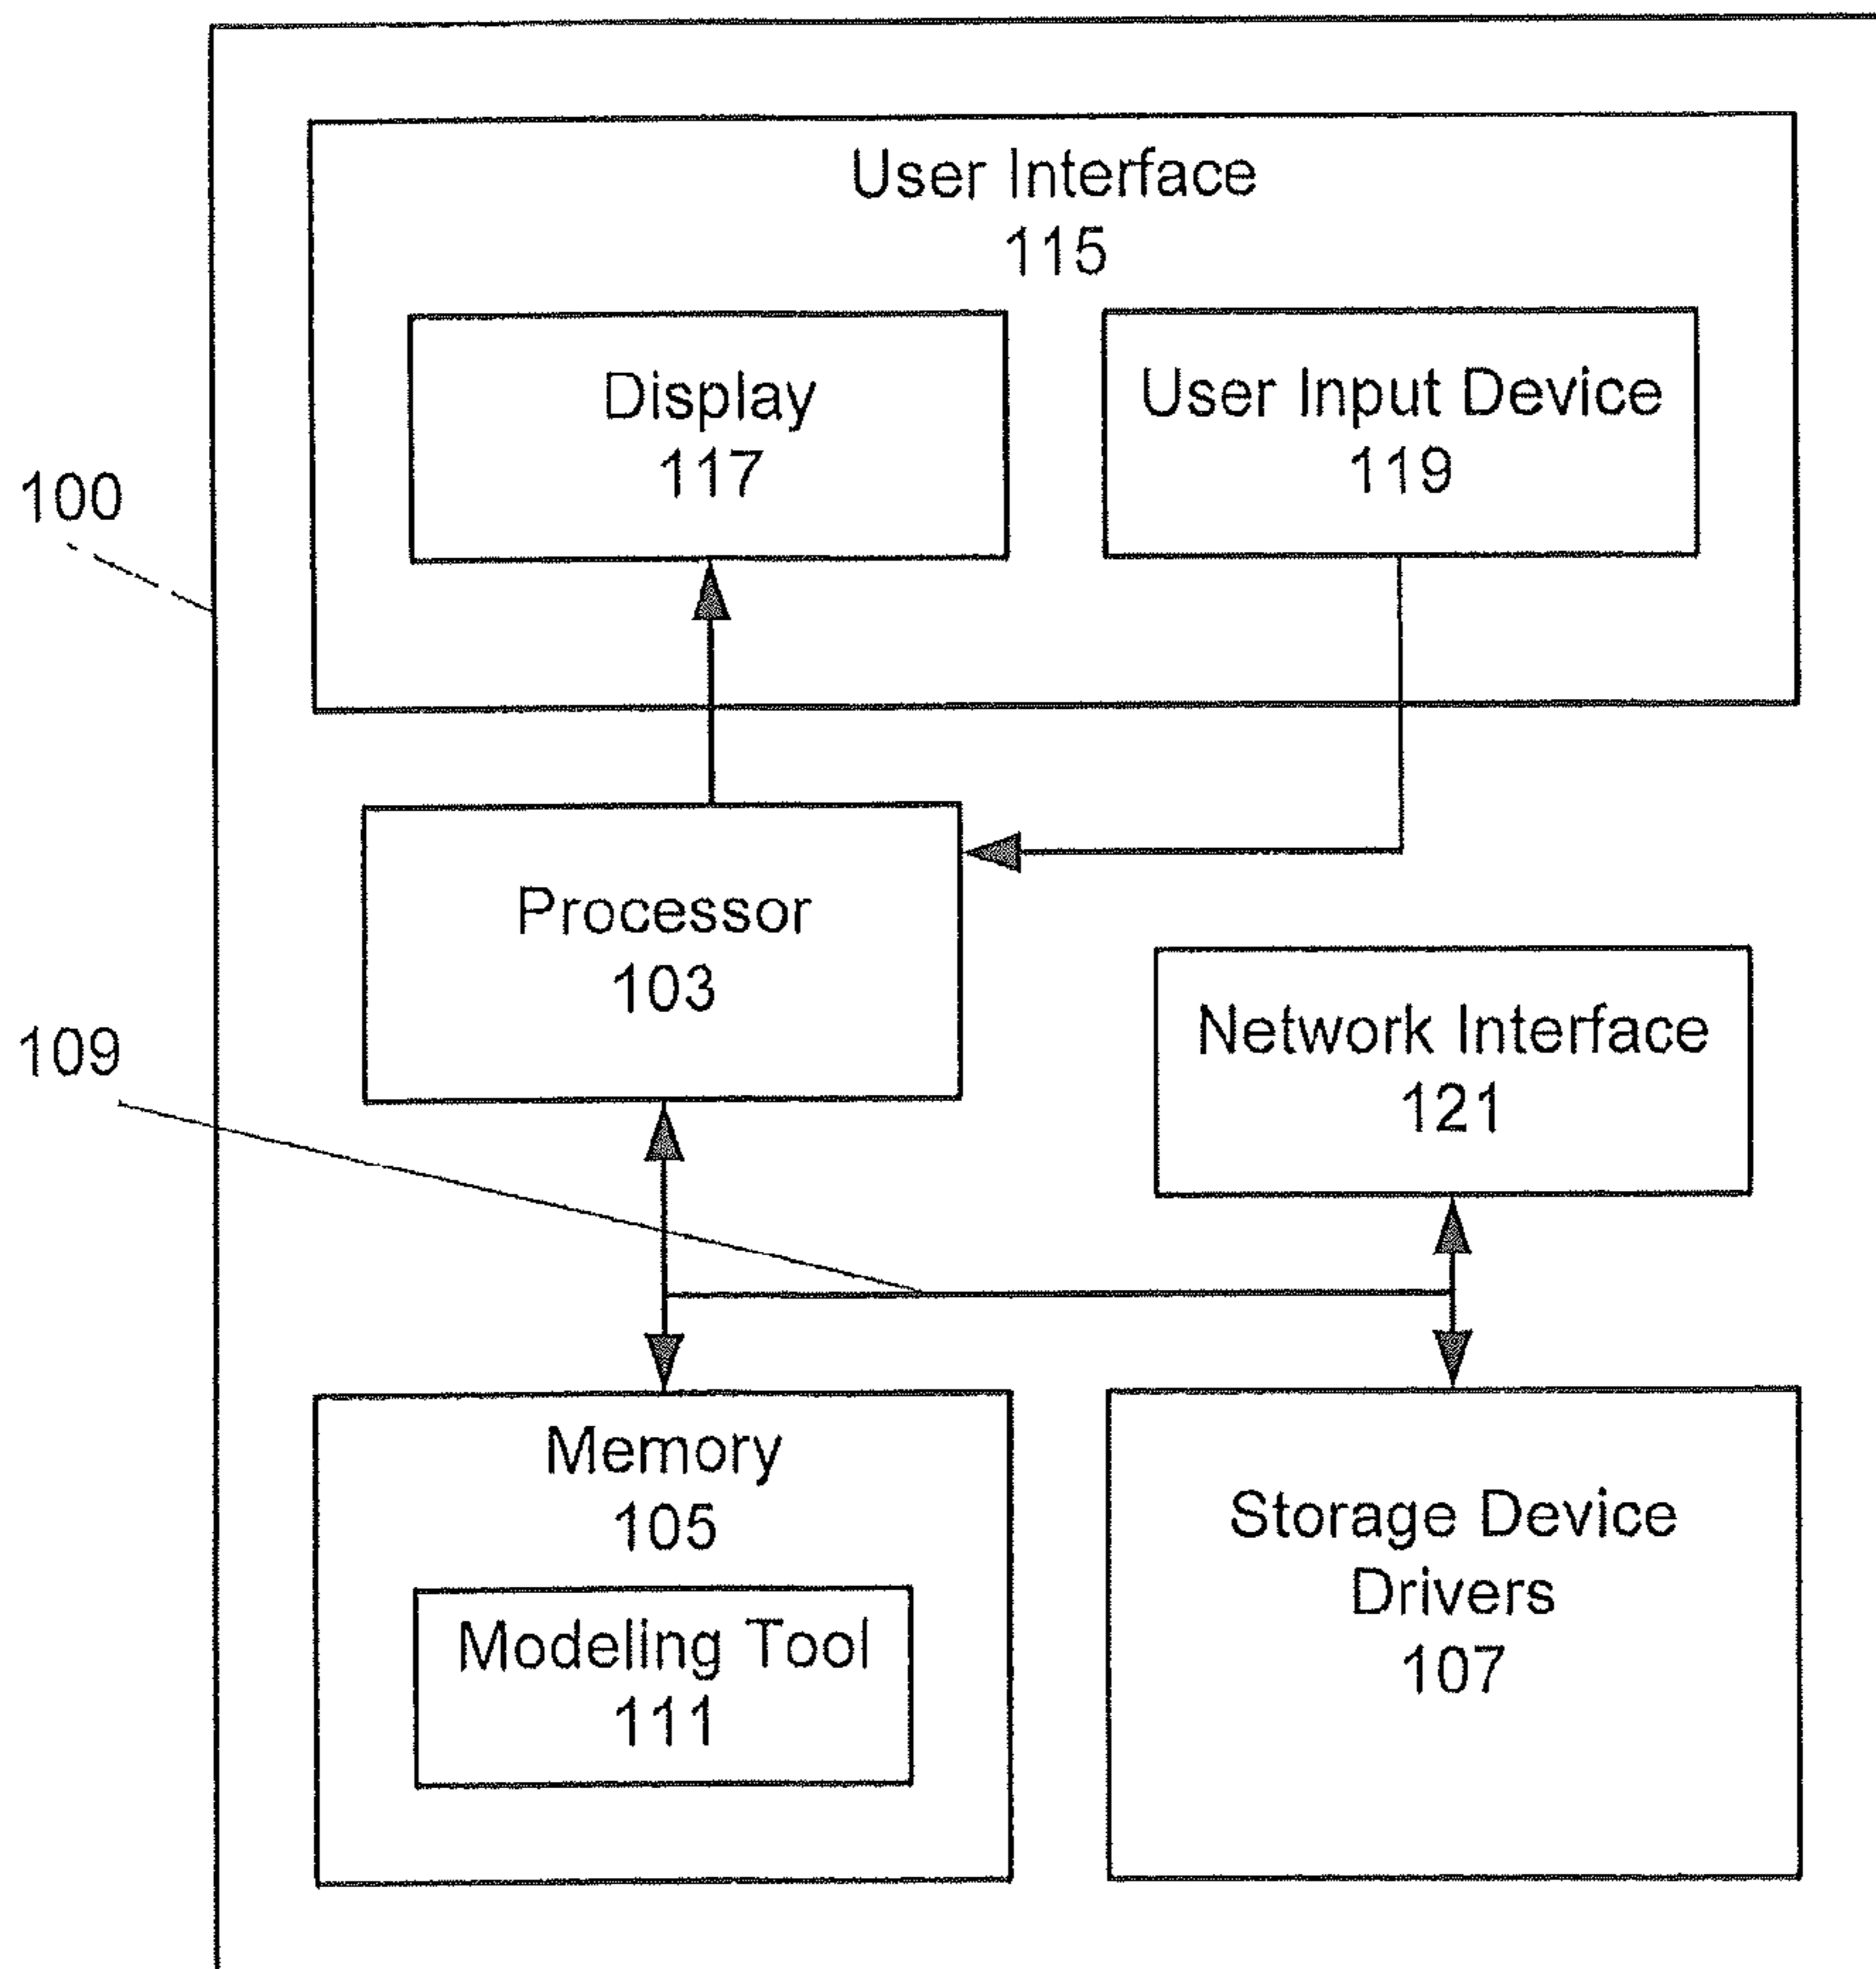 User Interface
115
Display
117
User Input Device
119
100
Processor
103
Network Interface
121
109
Memory
105
Modeling Tool
111
Storage Device
Drivers
107